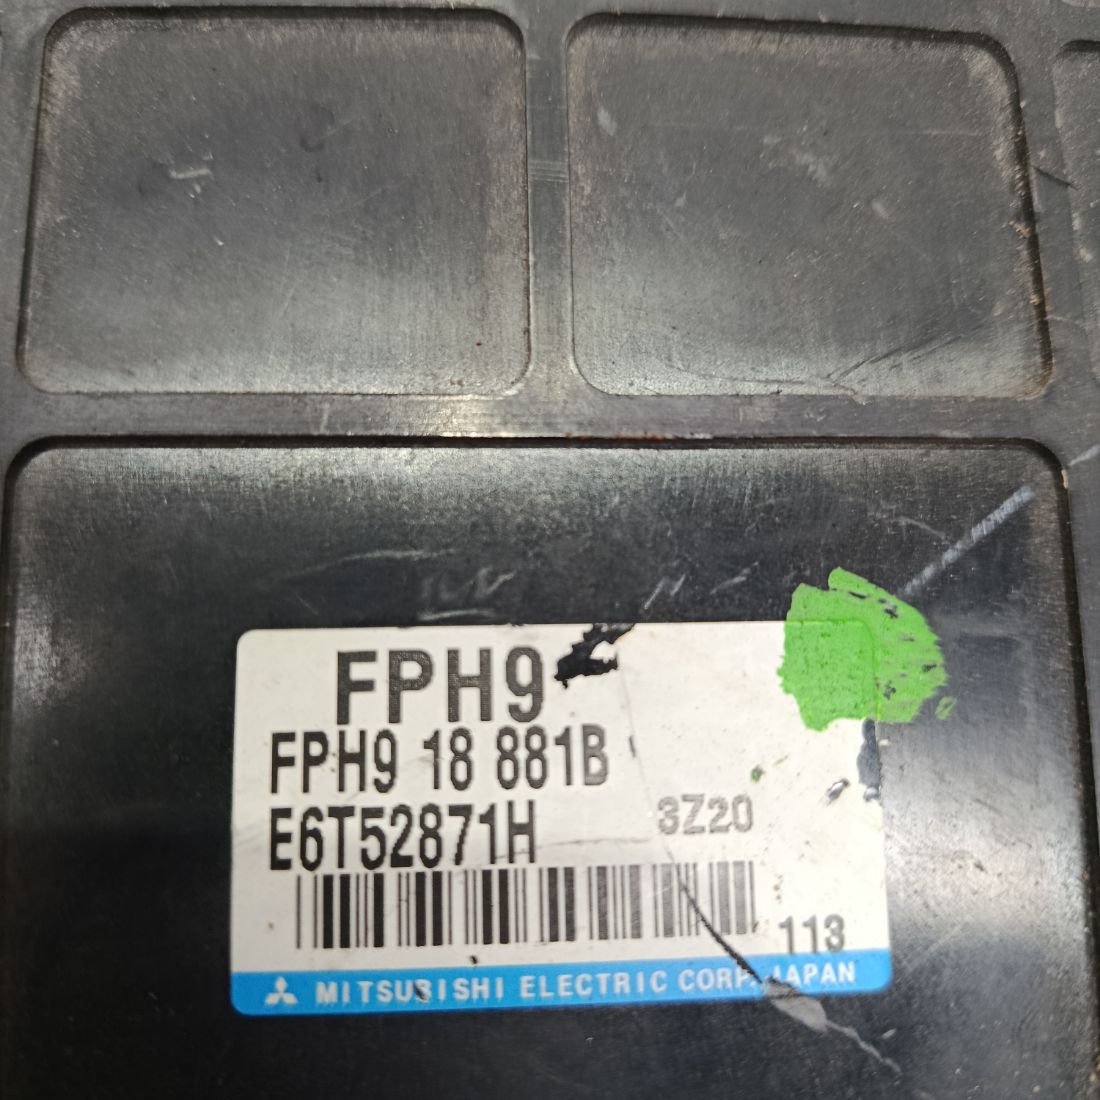 FPH9
FPH9 18 881B
E6T52871H 3Z20
113
MITSUBISHI ELECTRIC CORP. JAPAN